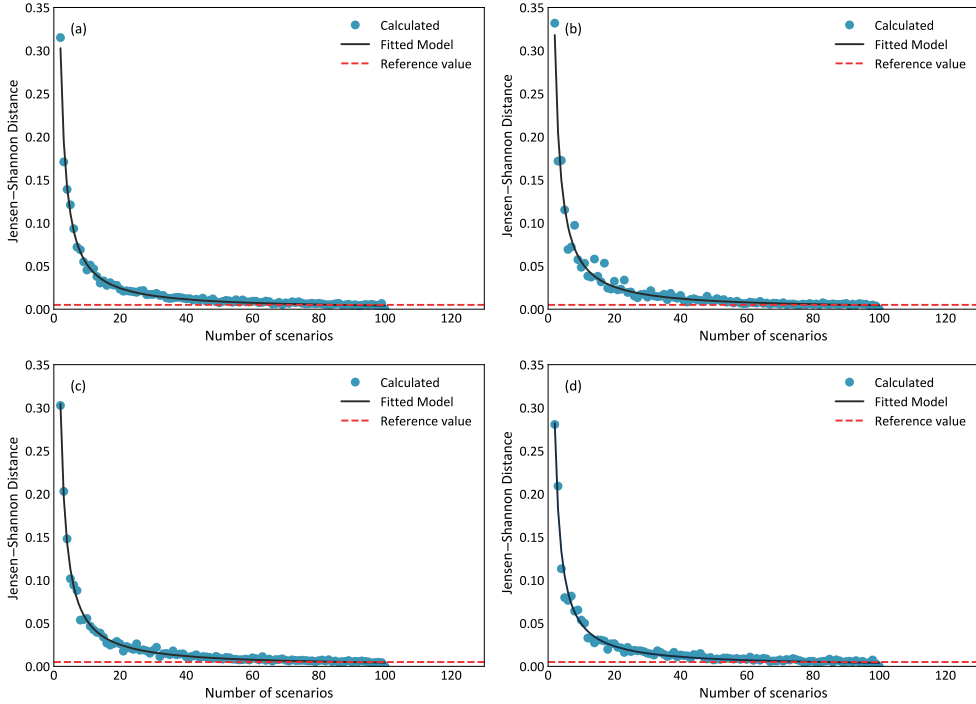 (a)
Calculated
Fitted Model
Reference value
0.35
0.30
0.25
0.20
0.15
0.10
0.05
0.00
Jensen−Shannon Distance
0 20 40 60 80 100 120
Number of scenarios
(b)
Calculated
Fitted Model
Reference value
0.35
0.30
0.25
0.20
0.15
0.10
0.05
0.00
Jensen−Shannon Distance
0 20 40 60 80 100 120
Number of scenarios
(c)
Calculated
Fitted Model
Reference value
0.35
0.30
0.25
0.20
0.15
0.10
0.05
0.00
Jensen−Shannon Distance
0 20 40 60 80 100 120
Number of scenarios
(d)
Calculated
Fitted Model
Reference value
0.35
0.30
0.25
0.20
0.15
0.10
0.05
0.00
Jensen−Shannon Distance
0 20 40 60 80 100 120
Number of scenarios